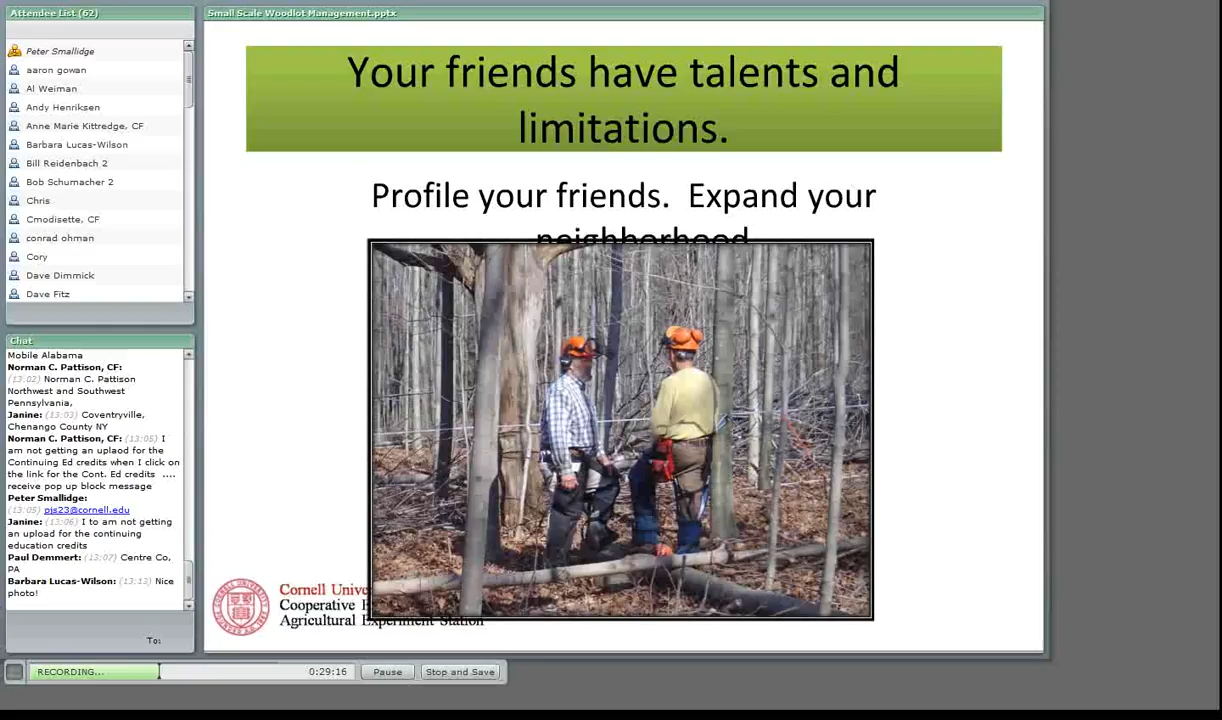 Attendee List (62)
Peter Smallidge
aaron gowan
Al Weiman
Andy Henriksen
Anne Marie Kittredge, CF
Barbara Lucas-Wilson
Bill Reidenbach 2
Bob Schumacher 2
Chris
Cmodisette, CF
conrad ohman
Cory
Dave Dimmick
Dave Fitz
Chat
Mobile Alabama
Norman C. Pattison, CF:
(13:02) Norman C. Pattison
Northwest and Southwest
Pennsylvania,
Janine: (13:03) Coventryville,
Chenango County NY
Norman C. Pattison, CF: (13:05) I
am not getting an uplaod for the
Continuing Ed credits when I click on
the link for the Cont. Ed credits ....
receive pop up block message
Peter Smallidge:
(13:05) pjs23@cornell.edu
Janine: (13:06) I to am not getting
an upload for the continuing
education credits
Paul Demmert: (13:07) Centre Co,
PA
Barbara Lucas-Wilson: (13:13) Nice
photo!
To:
Small Scale Woodlot Management.pptx
Your friends have talents and
limitations.
Profile your friends.  Expand your
neighborhood
Cornell Unive
Cooperative E
Agricultural Experiment Station
RECORDING...
0:29:16
Pause
Stop and Save